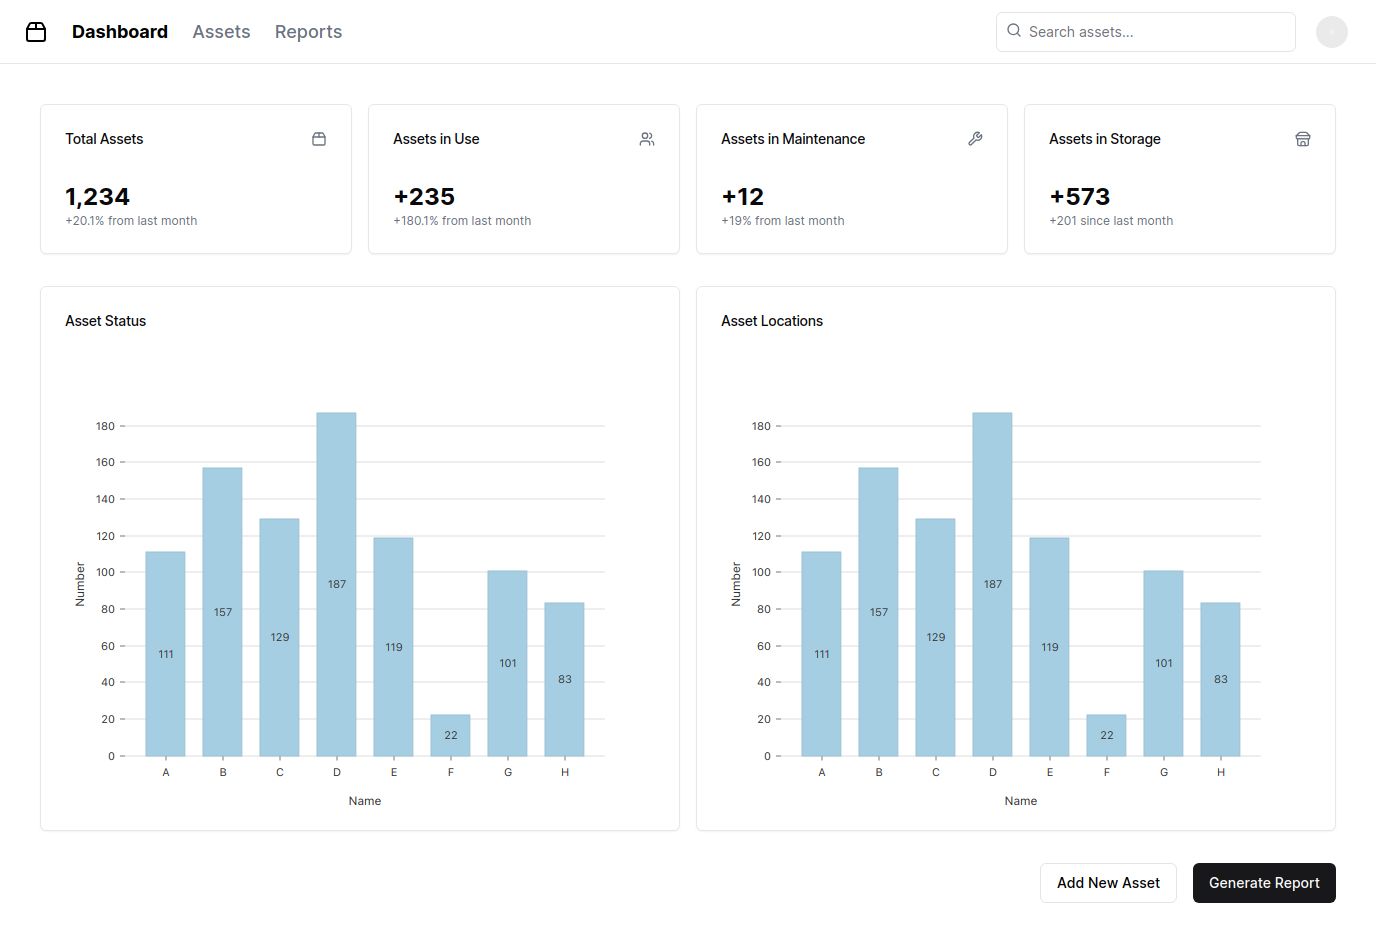 Dashboard Assets Reports Search assets...
Total Assets
1,234
+20.1% from last month
Assets in Use
+235
+180.1% from last month
Assets in Maintenance
+12
+19% from last month
Assets in Storage
+573
+201 since last month
Asset Status
180
160
140
120
100
80
60
40
20
0
Number
111
157
129
187
119
22
101
83
A B C D E F G H
Name
Asset Locations
180
160
140
120
100
80
60
40
20
0
Number
111
157
129
187
119
22
101
83
A B C D E F G H
Name
Add New Asset Generate Report